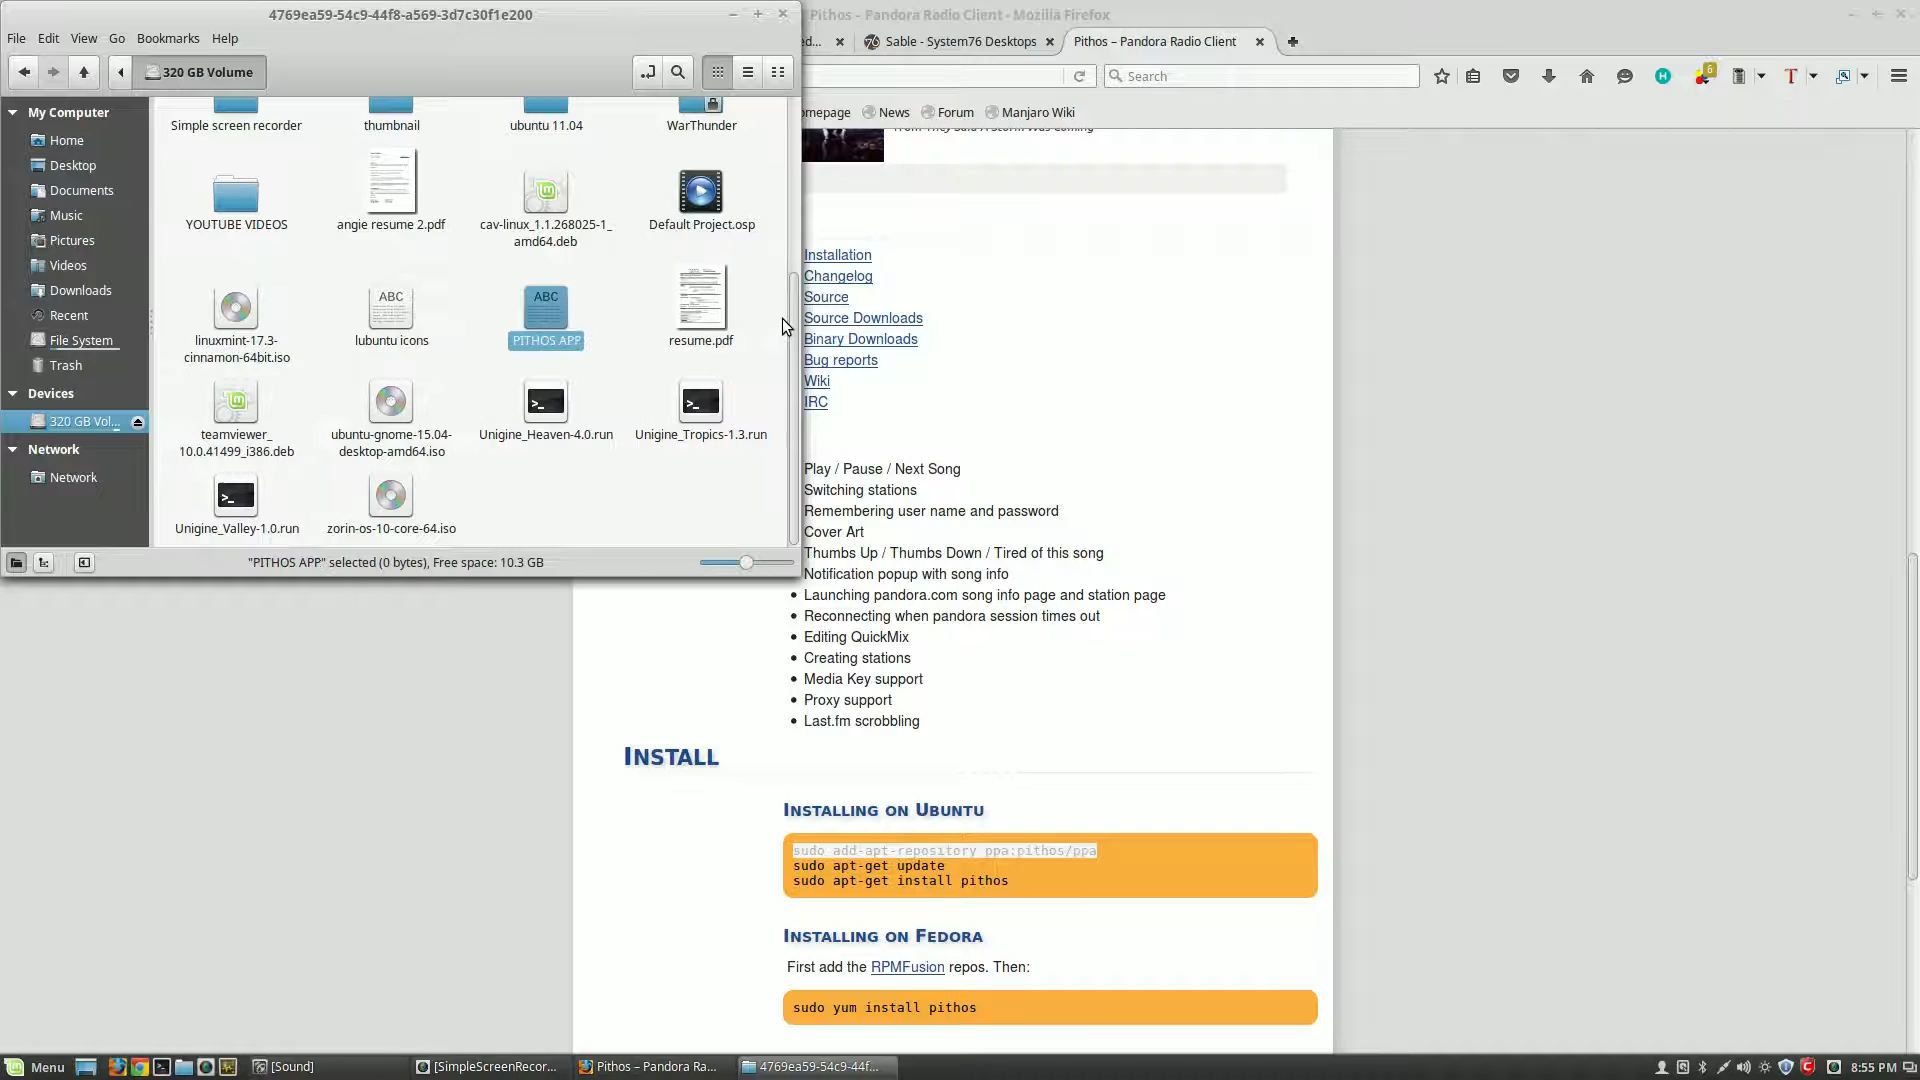 4769ea59-54c9-44f8-a569-3d7c30f1e200
File Edit View Go Bookmarks Help
320 GB Volume
My Computer
Home
Desktop
Documents
Music
Pictures
Videos
Downloads
Recent
File System
Trash
Devices
320 GB Vol...
Network
Network
Simple screen recorder
thumbnail
ubuntu 11.04
WarThunder
YOUTUBE VIDEOS
angie resume 2.pdf
cav-linux_1.1.268025-1_
amd64.deb
Default Project.osp
linuxmint-17.3-
cinnamon-64bit.iso
ABC
lubuntu icons
ABC
PITHOS APP
resume.pdf
teamviewer_
10.0.41499_i386.deb
ubuntu-gnome-15.04-
desktop-amd64.iso
Unigine_Heaven-4.0.run
Unigine_Tropics-1.3.run
Unigine_Valley-1.0.run
zorin-os-10-core-64.iso
"PITHOS APP" selected (0 bytes), Free space: 10.3 GB
Pithos – Pandora Radio Client - Mozilla Firefox
ed...
Sable - System76 Desktops
Pithos – Pandora Radio Client
Search
6
omepage News Forum Manjaro Wiki
from They Said A Storm Was Coming
Installation
Changelog
Source
Source Downloads
Binary Downloads
Bug reports
Wiki
IRC
Play / Pause / Next Song
Switching stations
Remembering user name and password
Cover Art
Thumbs Up / Thumbs Down / Tired of this song
Notification popup with song info
• Launching pandora.com song info page and station page
• Reconnecting when pandora session times out
• Editing QuickMix
• Creating stations
• Media Key support
• Proxy support
• Last.fm scrobbling
INSTALL
INSTALLING ON UBUNTU
sudo add-apt-repository ppa:pithos/ppa
sudo apt-get update
sudo apt-get install pithos
INSTALLING ON FEDORA
First add the RPMFusion repos. Then:
sudo yum install pithos
Menu
[Sound]
[SimpleScreenRecor...
Pithos – Pandora Ra...
4769ea59-54c9-44f...
8:55 PM